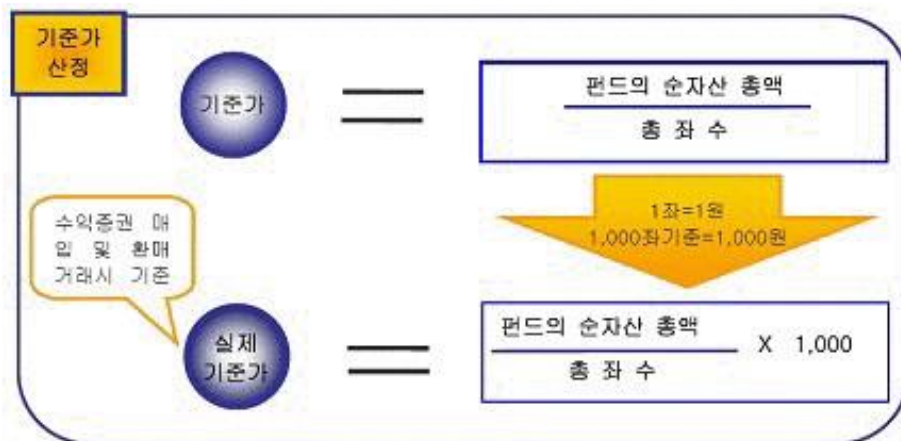 기준가
산정
기준가
=
펀드의 순자산 총액
총 좌 수
1좌=1원
1,000좌기준=1,000원
수익증권 매
입 및 환매
거래시 기준
실제
기준가
=
펀드의 순자산 총액
총 좌 수
X 1,000